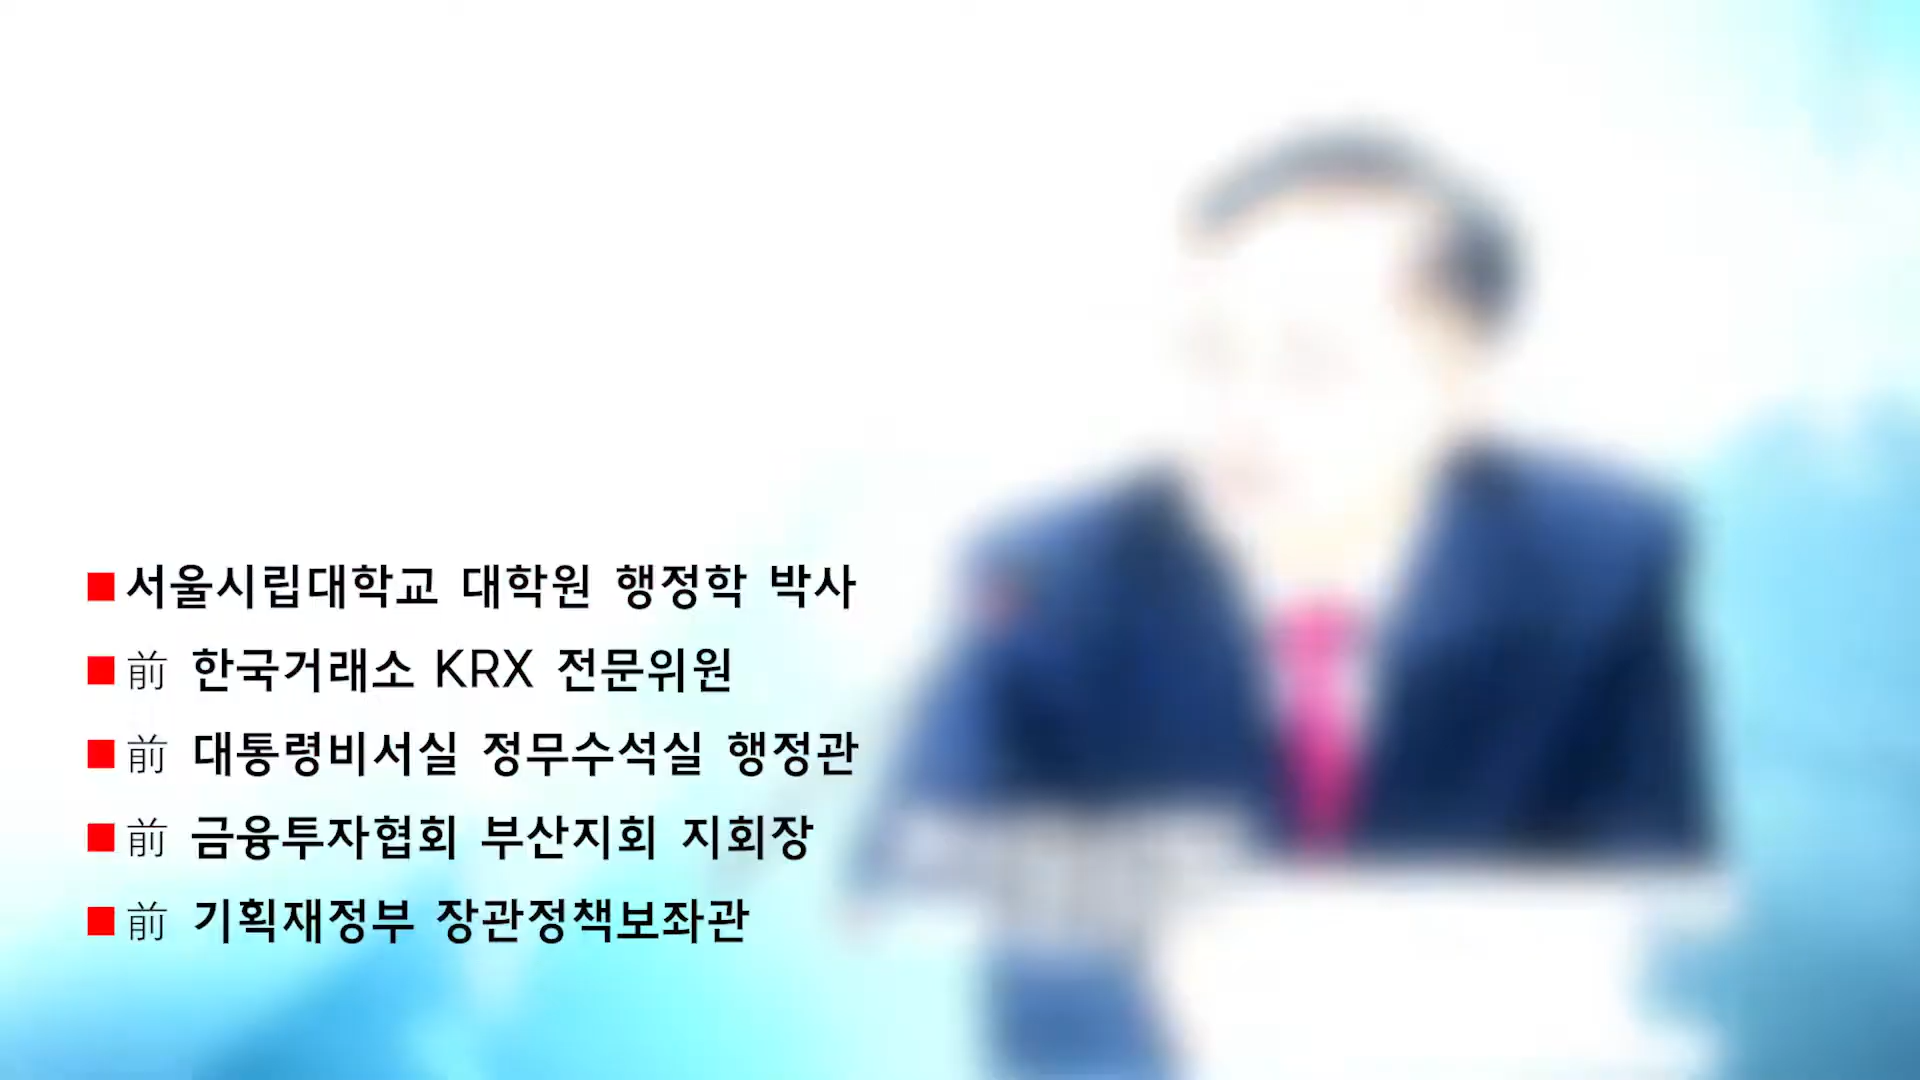 ■서울시립대학교 대학원 행정학 박사
■前 한국거래소 KRX 전문위원
■前 대통령비서실 정무수석실 행정관
■前 금융투자협회 부산지회 지회장
■前 기획재정부 장관정책보좌관